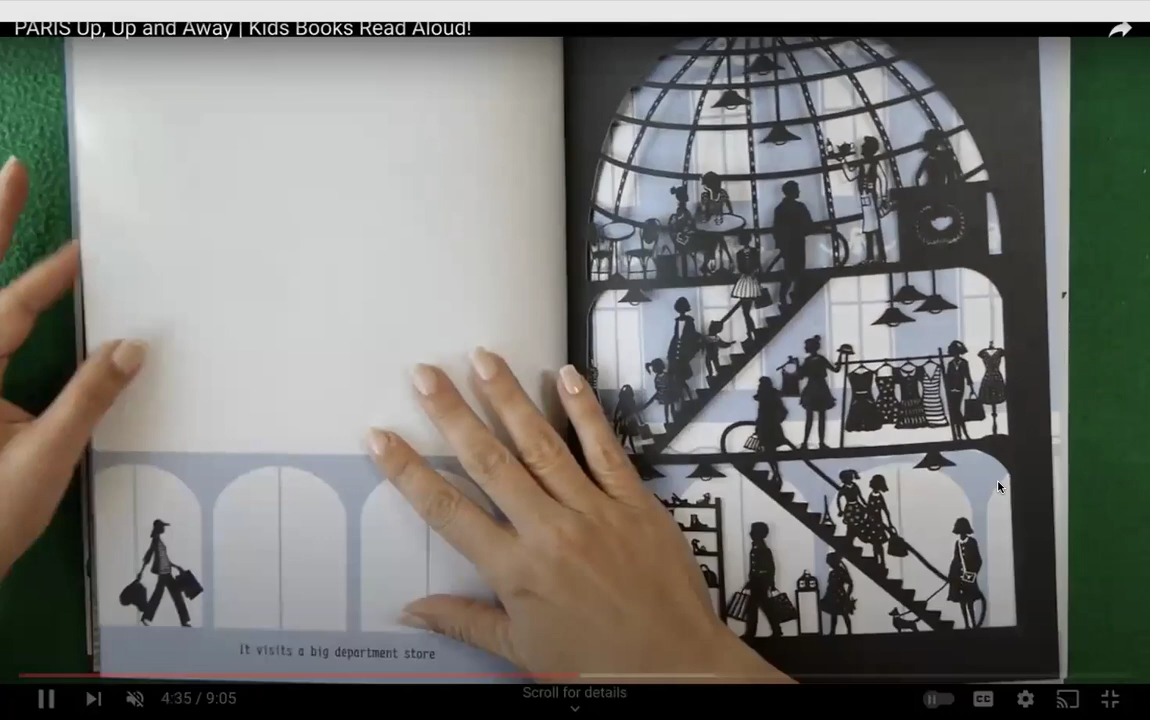 PARIS Up, Up and Away | Kids Books Read Aloud!
It visits a big department store
4:35 / 9:05
Scroll for details
CC